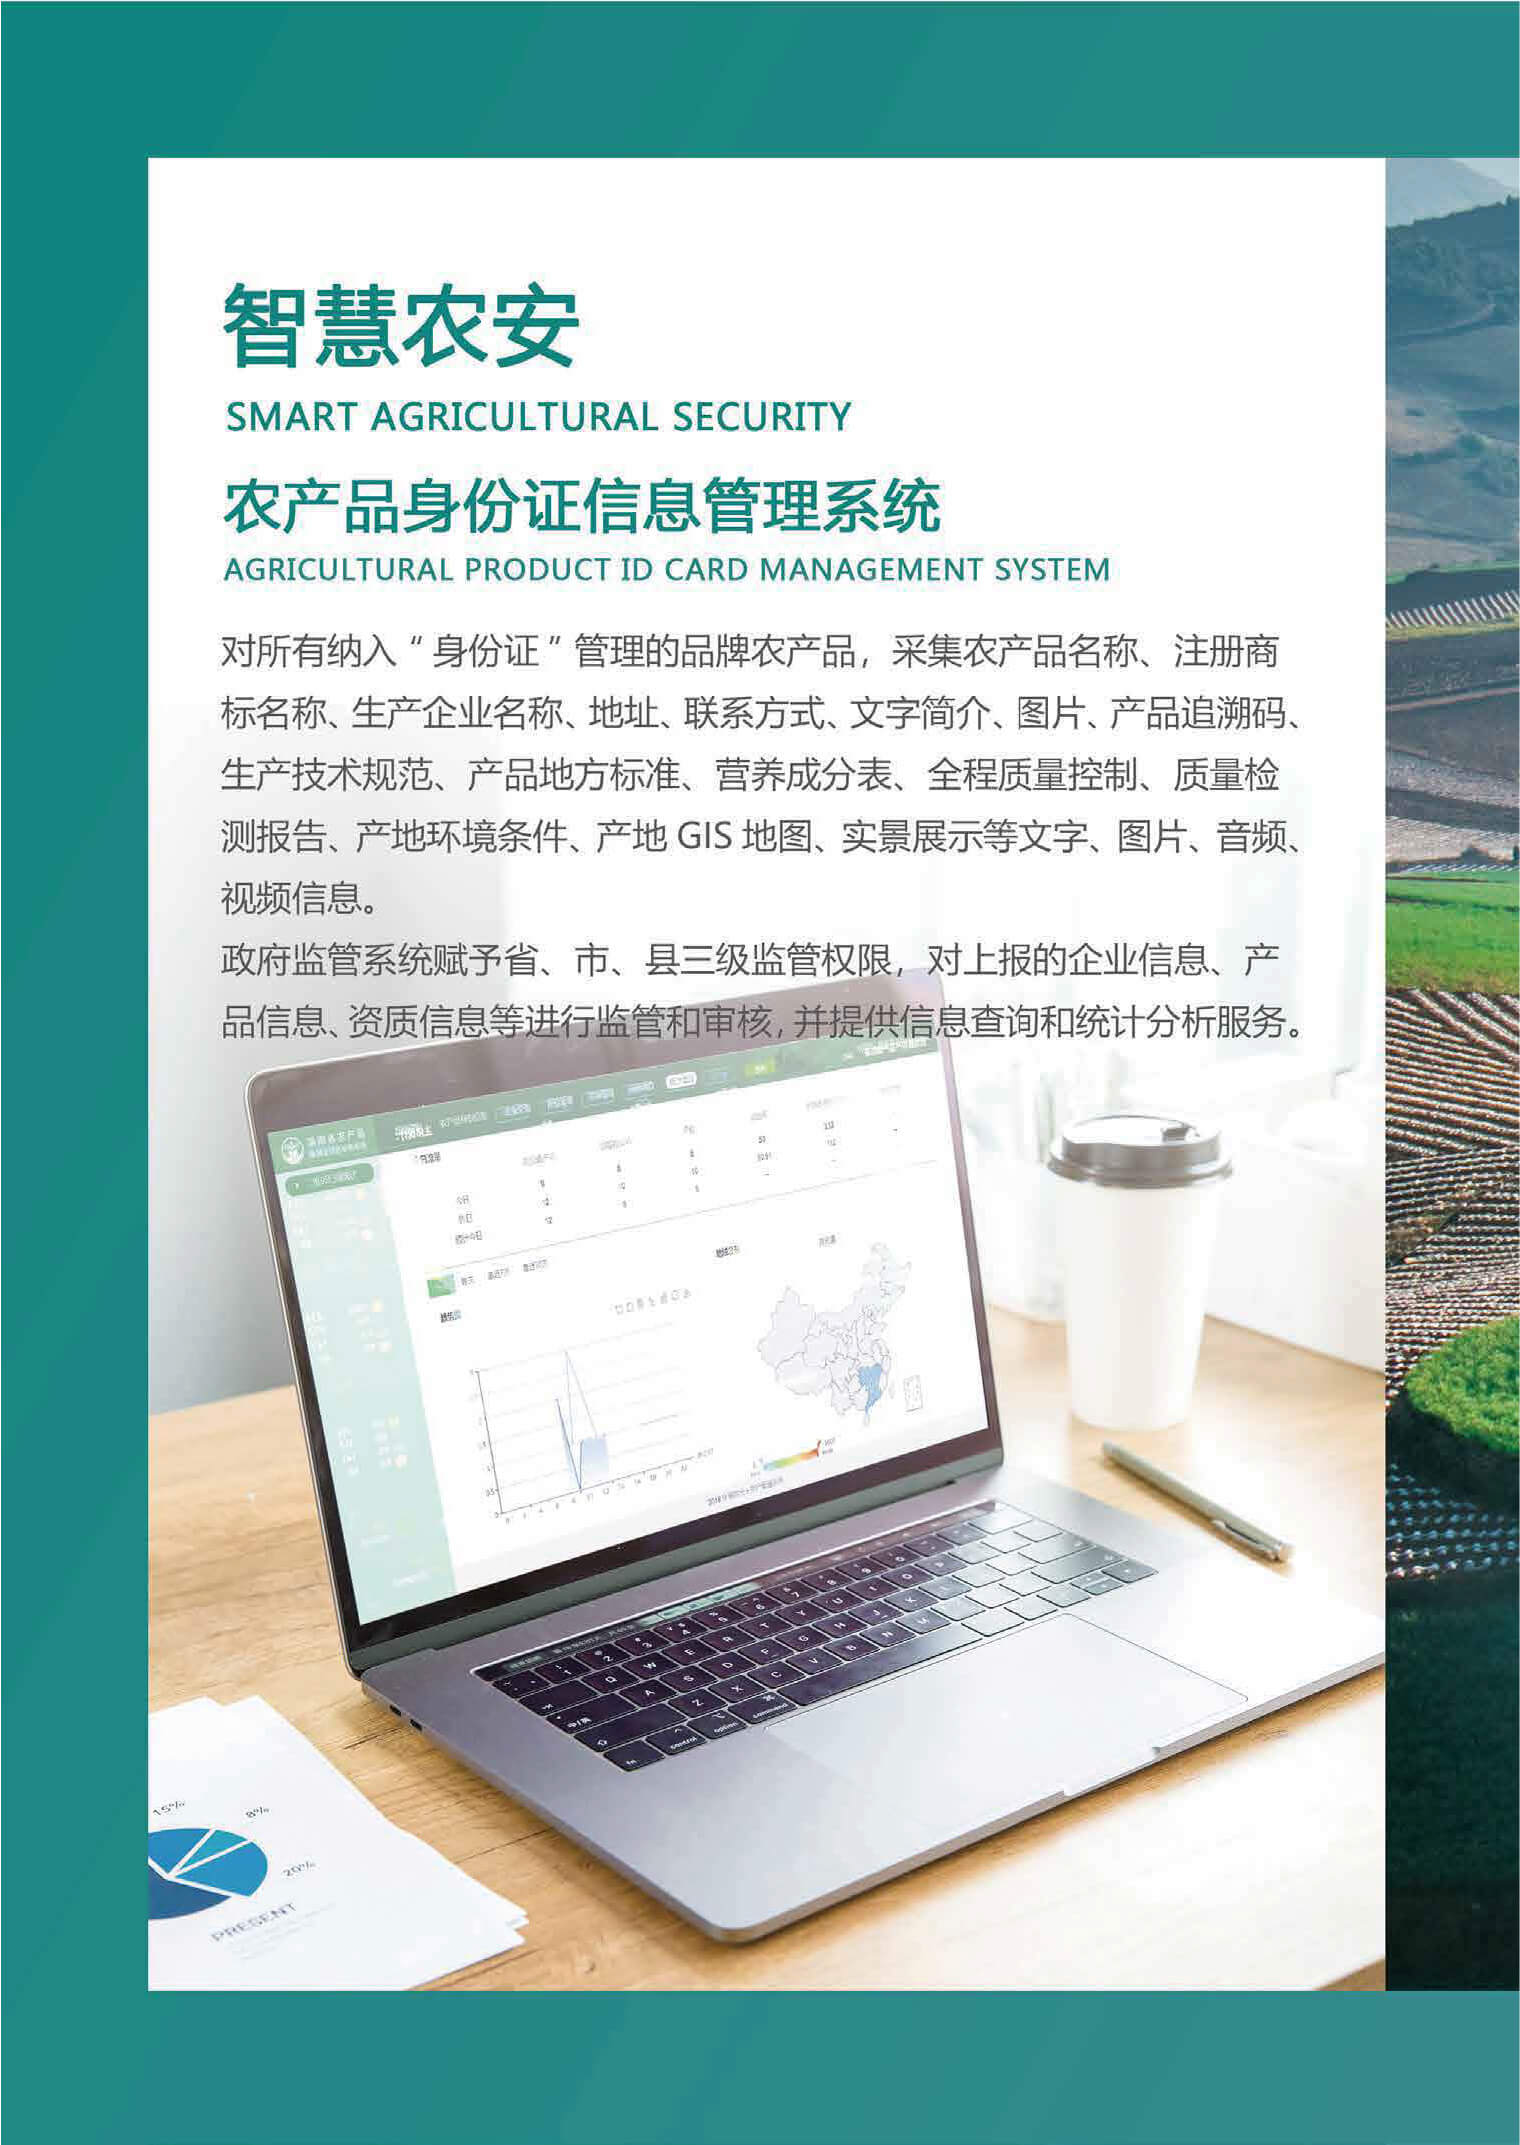 智慧农安
SMART AGRICULTURAL SECURITY
农产品身份证信息管理系统
AGRICULTURAL PRODUCT ID CARD MANAGEMENT SYSTEM
对所有纳入“身份证”管理的品牌农产品，采集农产品名称、注册商
标名称、生产企业名称、地址、联系方式、文字简介、图片、产品追溯码、
生产技术规范、产品地方标准、营养成分表、全程质量控制、质量检
测报告、产地环境条件、产地 GIS 地图、实景展示等文字、图片、音频、
视频信息。
政府监管系统赋予省、市、县三级监管权限，对上报的企业信息、产
品信息、资质信息等进行监管和审核，并提供信息查询和统计分析服务。
15%
8%
20%
PRESENT